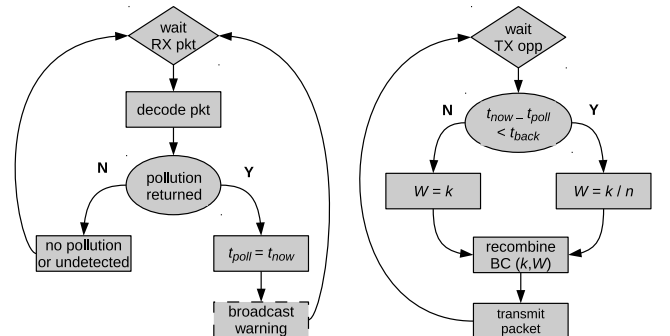 wait
RX pkt
decode pkt
N
pollution
returned
Y
no pollution
or undetected
t_poll = t_now
broadcast
warning
wait
TX opp
N
t_now – t_poll
< t_back
Y
W = k
W = k / n
recombine
BC (k,W)
transmit
packet